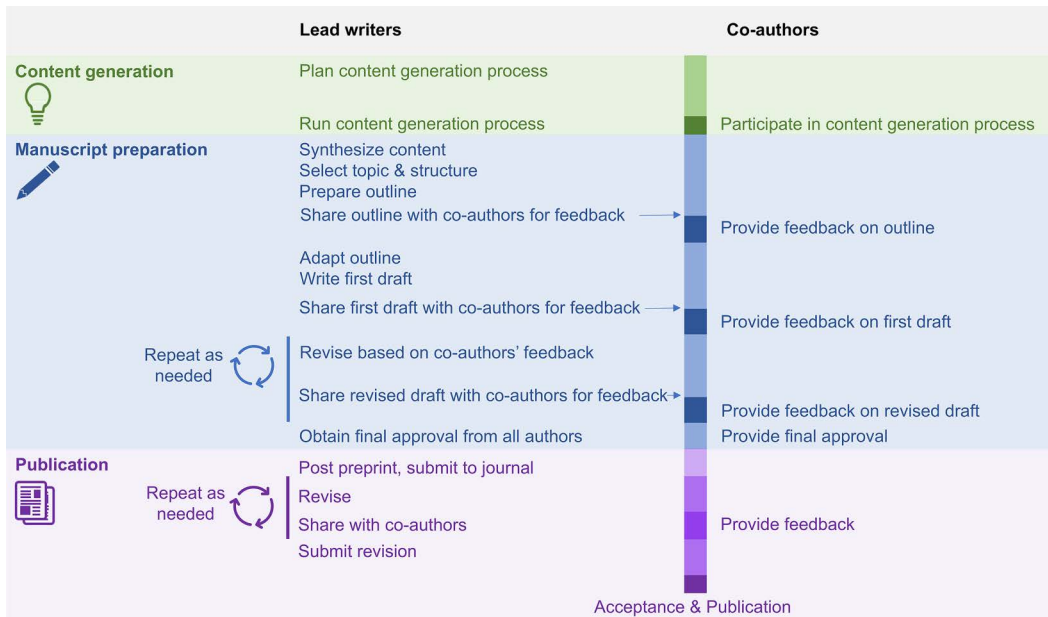 Lead writers
Co-authors
Content generation
Plan content generation process
Run content generation process
Participate in content generation process
Manuscript preparation
Synthesize content
Select topic & structure
Prepare outline
Share outline with co-authors for feedback
Provide feedback on outline
Adapt outline
Write first draft
Share first draft with co-authors for feedback
Provide feedback on first draft
Repeat as
needed
Revise based on co-authors’ feedback
Share revised draft with co-authors for feedback
Provide feedback on revised draft
Obtain final approval from all authors
Provide final approval
Publication
Post preprint, submit to journal
Repeat as
needed
Revise
Share with co-authors
Provide feedback
Submit revision
Acceptance & Publication